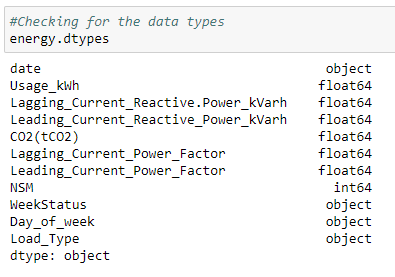 #Checking for the data types
energy.dtypes
date object
Usage_kWh float64
Lagging_Current_Reactive.Power_kVarh float64
Leading_Current_Reactive_Power_kVarh float64
CO2(tCO2) float64
Lagging_Current_Power_Factor float64
Leading_Current_Power_Factor float64
NSM int64
WeekStatus object
Day_of_week object
Load_Type object
dtype: object